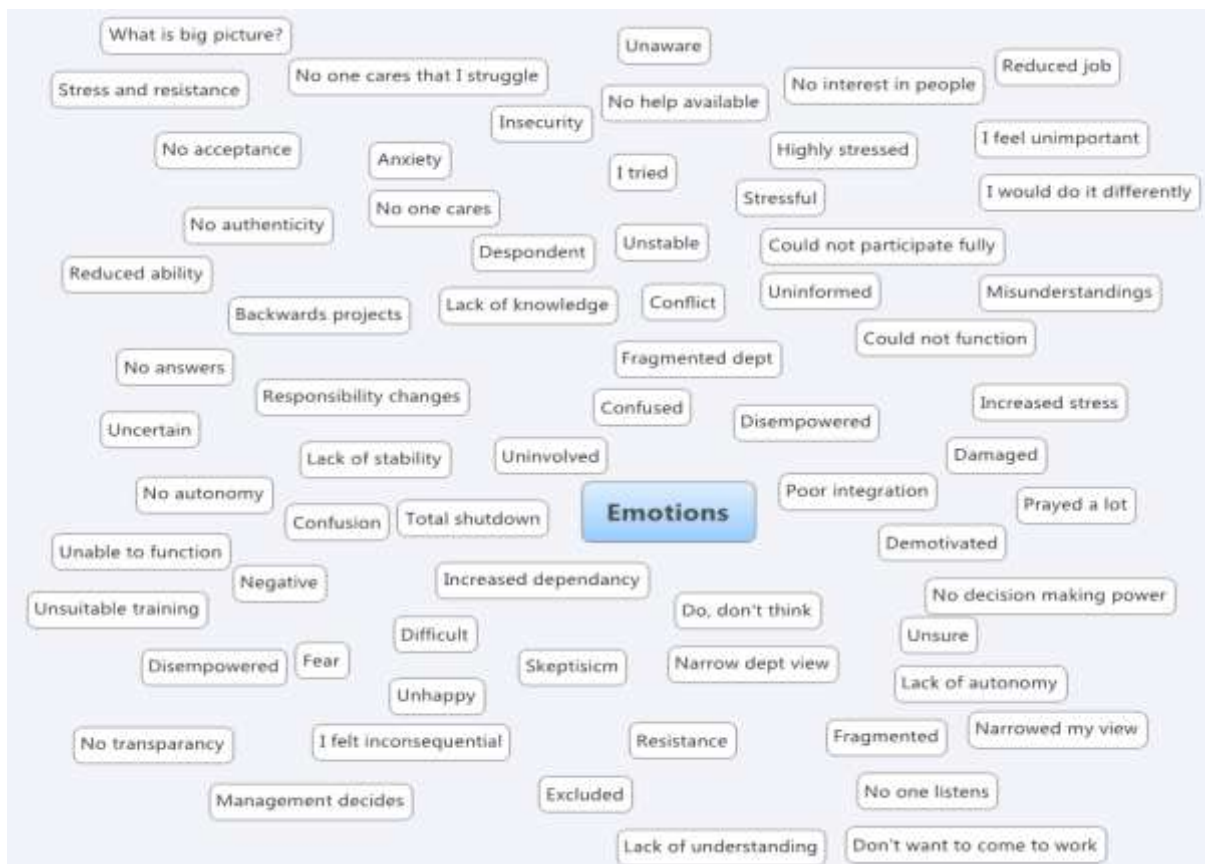 What is big picture?
Unaware
Reduced job
No one cares that I struggle
No interest in people
Stress and resistance
No help available
Insecurity
I feel unimportant
No acceptance
Highly stressed
Anxiety
I tried
I would do it differently
Stressful
No one cares
No authenticity
Unstable
Could not participate fully
Despondent
Reduced ability
Uninformed
Misunderstandings
Lack of knowledge
Conflict
Backwards projects
Could not function
Fragmented dept
No answers
Responsibility changes
Increased stress
Confused
Disempowered
Uncertain
Damaged
Lack of stability
Uninvolved
Poor integration
No autonomy
Prayed a lot
Emotions
Confusion
Total shutdown
Demotivated
Unable to function
Increased dependancy
Negative
No decision making power
Unsuitable training
Do, don't think
Difficult
Unsure
Fear
Disempowered
Skeptisicm
Narrow dept view
Lack of autonomy
Unhappy
Narrowed my view
No transparancy
I felt inconsequential
Resistance
Fragmented
No one listens
Excluded
Management decides
Lack of understanding
Don't want to come to work